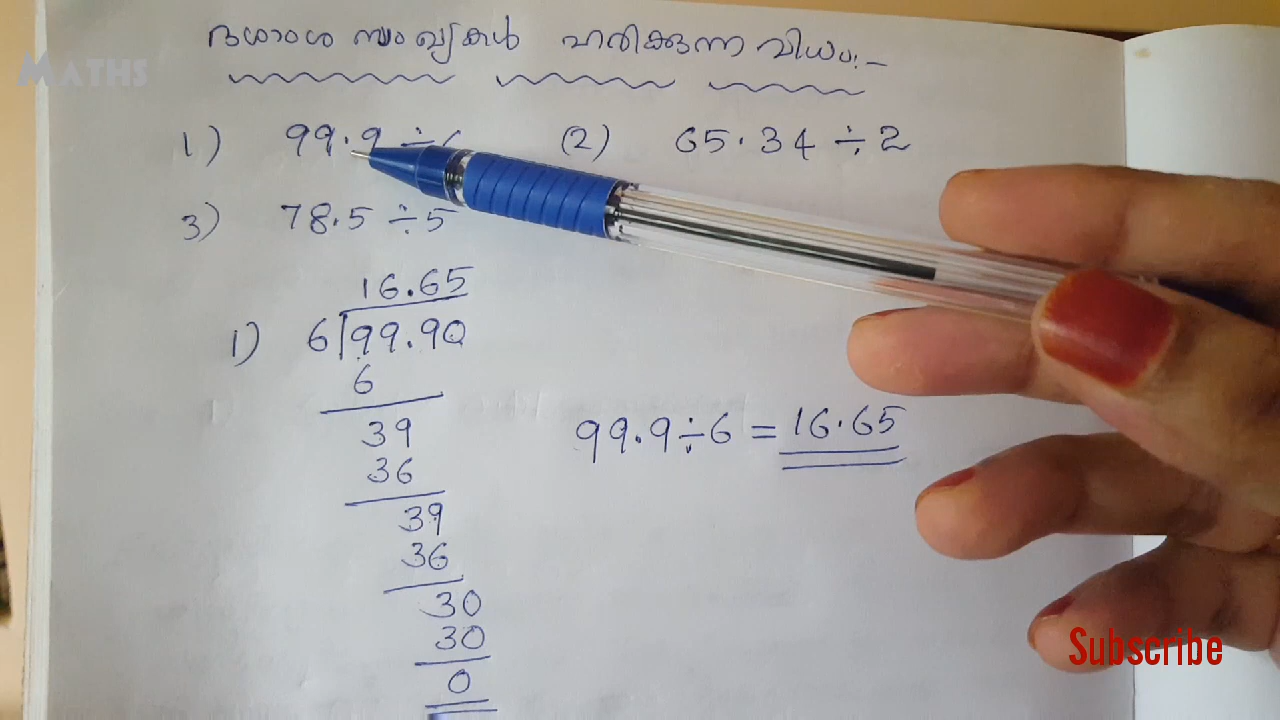 MATHS
ദശാംശ സംഖ്യകൾ ഹരിക്കുന്ന വിധം:-
1) 99.9 ÷ 6 (2) 65.34 ÷ 2
3) 78.5 ÷ 5
16.65
1) 6 99.90
6
39
36
99.9 ÷ 6 = 16.65
39
36
30
30
0
Subscribe